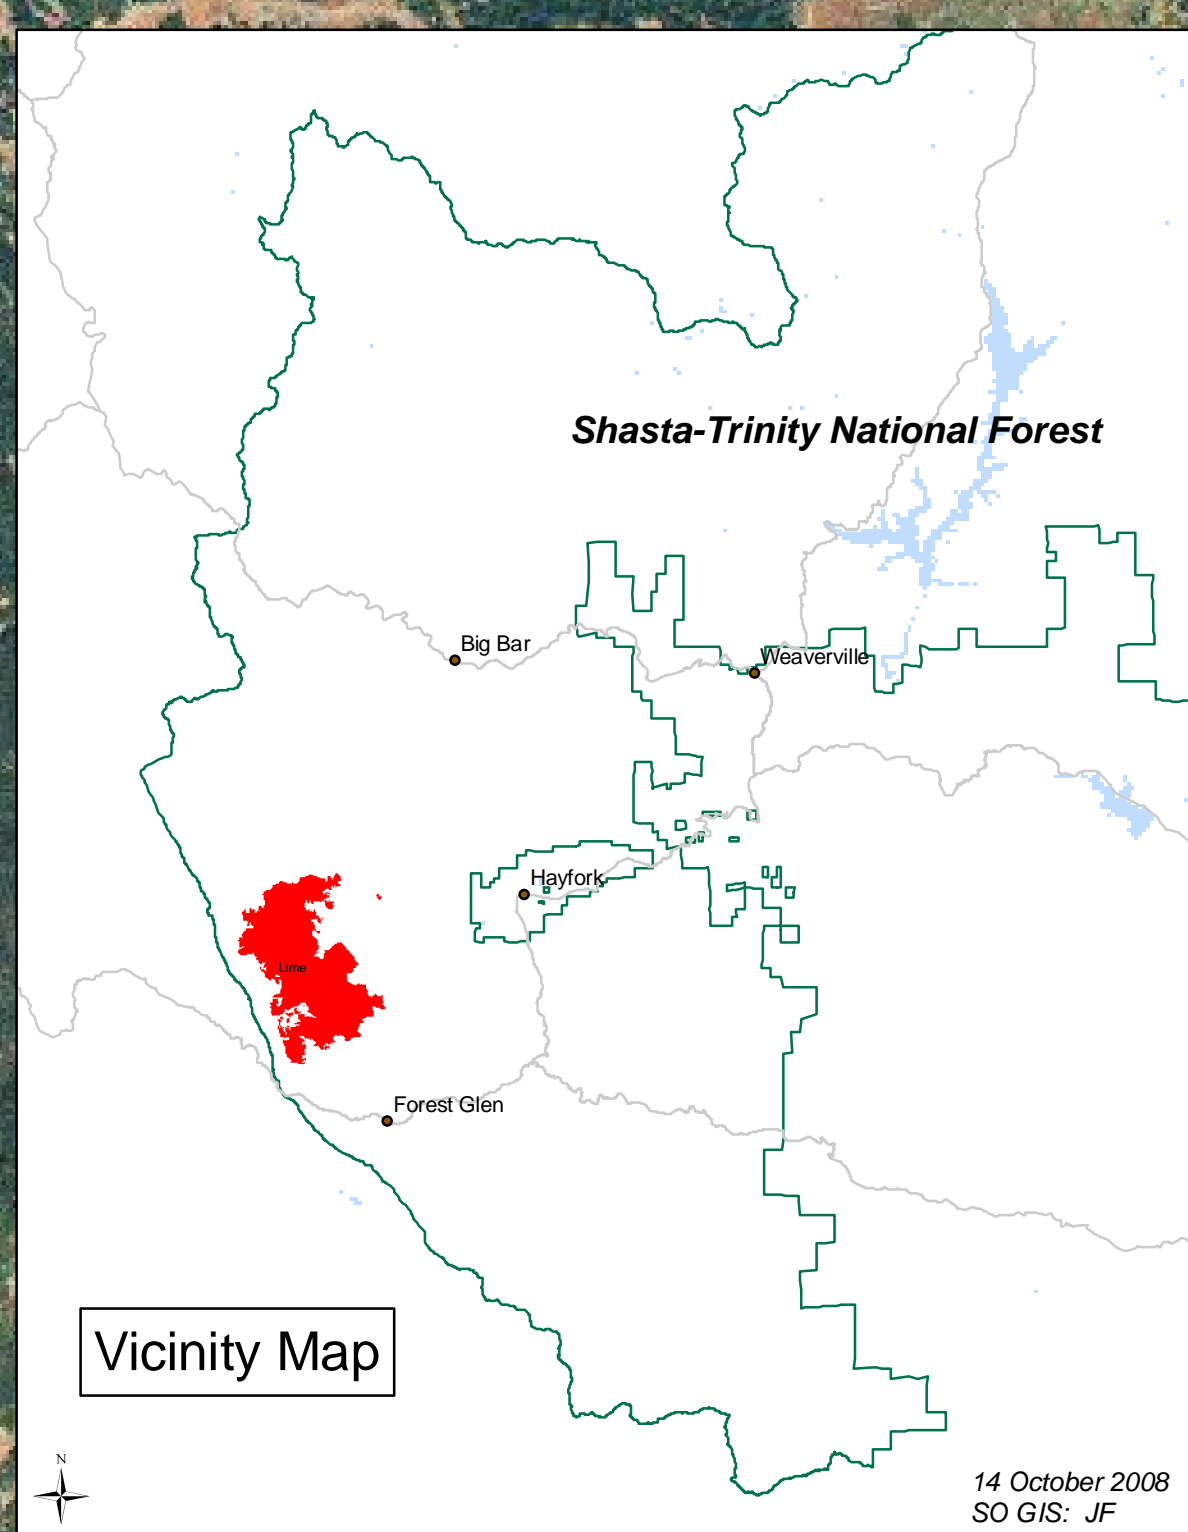 Shasta-Trinity National Forest
Big Bar
Weaverville
Hayfork
Lime
Forest Glen
Vicinity Map
N
14 October 2008
SO GIS: JF